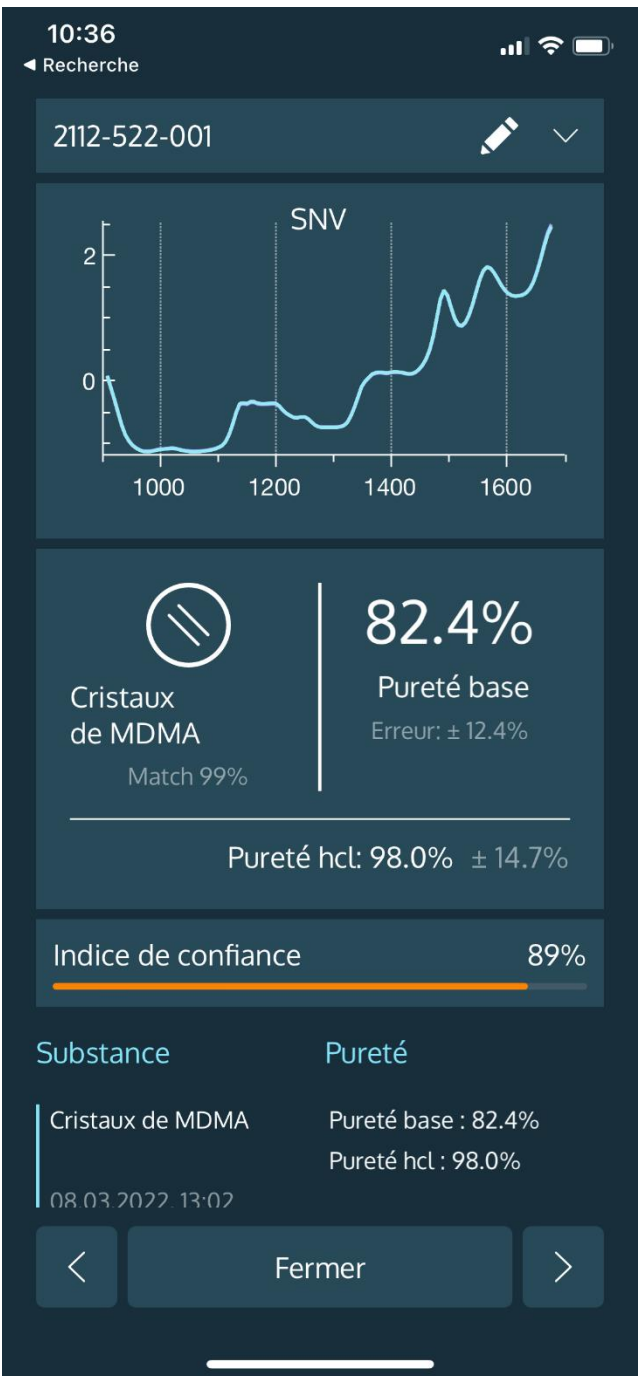 10:36
◀ Recherche
2112-522-001
SNV
2
0
1000 1200 1400 1600
Cristaux
de MDMA
Match 99%
82.4%
Pureté base
Erreur: ± 12.4%
Pureté hcl: 98.0% ± 14.7%
Indice de confiance 89%
Substance Pureté
Cristaux de MDMA Pureté base : 82.4%
Pureté hcl : 98.0%
08.03.2022, 13:02
Fermer